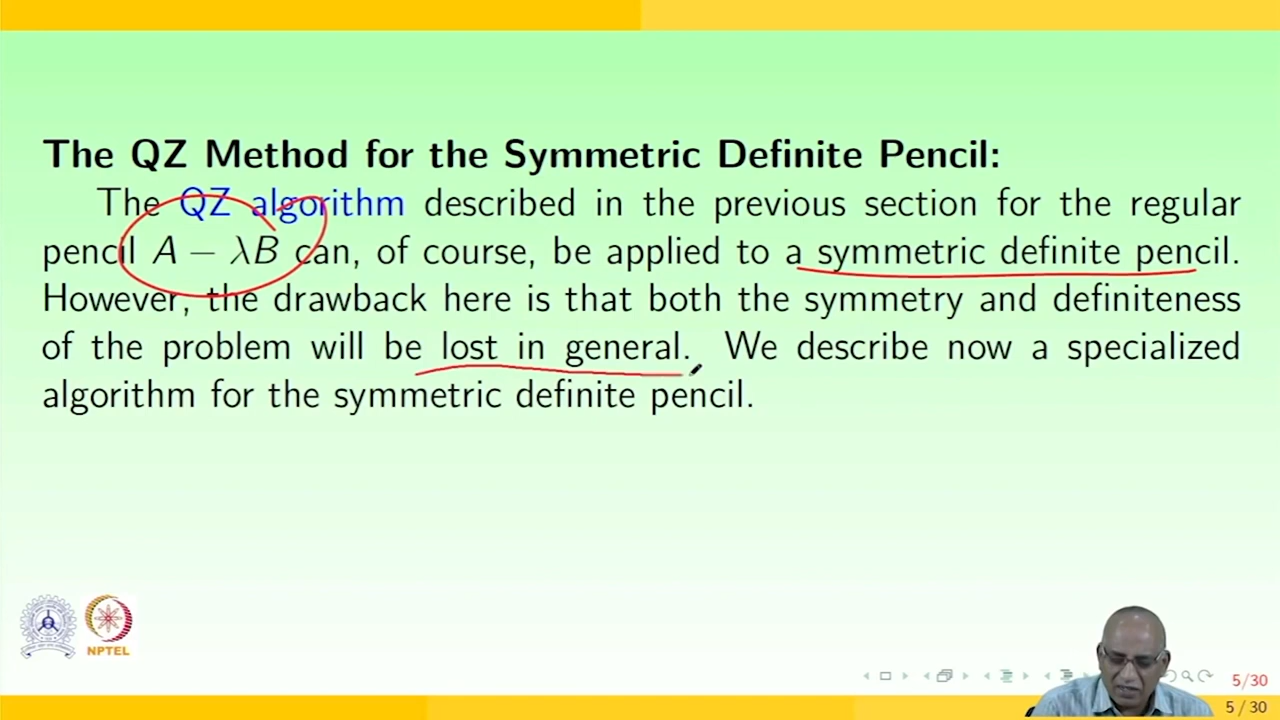 The QZ Method for the Symmetric Definite Pencil:
The QZ algorithm described in the previous section for the regular
pencil A − λB can, of course, be applied to a symmetric definite pencil.
However, the drawback here is that both the symmetry and definiteness
of the problem will be lost in general. We describe now a specialized
algorithm for the symmetric definite pencil.
NPTEL
5/30
5 / 30